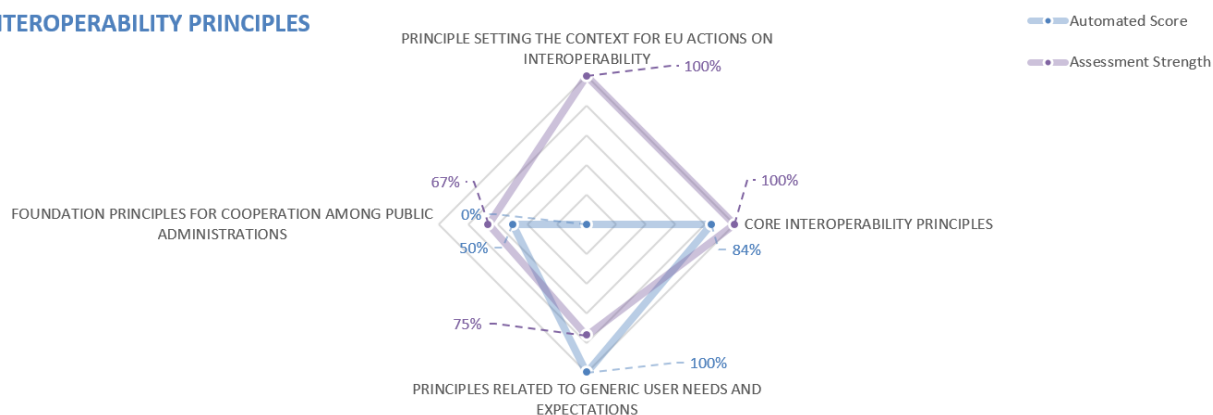 NTEROPERABILITY PRINCIPLES
Automated Score
Assessment Strength
PRINCIPLE SETTING THE CONTEXT FOR EU ACTIONS ON
INTEROPERABILITY
100%
67%
100%
FOUNDATION PRINCIPLES FOR COOPERATION AMONG PUBLIC
ADMINISTRATIONS
0%
CORE INTEROPERABILITY PRINCIPLES
50%
84%
75%
100%
PRINCIPLES RELATED TO GENERIC USER NEEDS AND
EXPECTATIONS